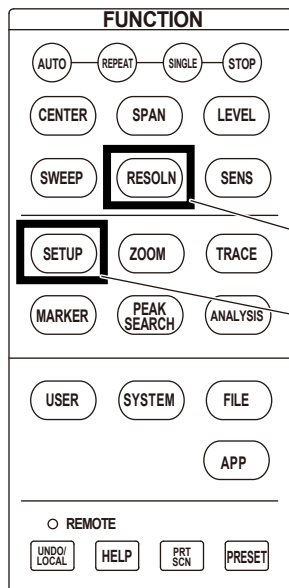 FUNCTION
AUTO REPEAT SINGLE STOP
CENTER SPAN LEVEL
SWEEP RESOLN SENS
SETUP ZOOM TRACE
MARKER PEAK SEARCH ANALYSIS
USER SYSTEM FILE
APP
REMOTE
UNDO/LOCAL HELP PRT SCN PRESET